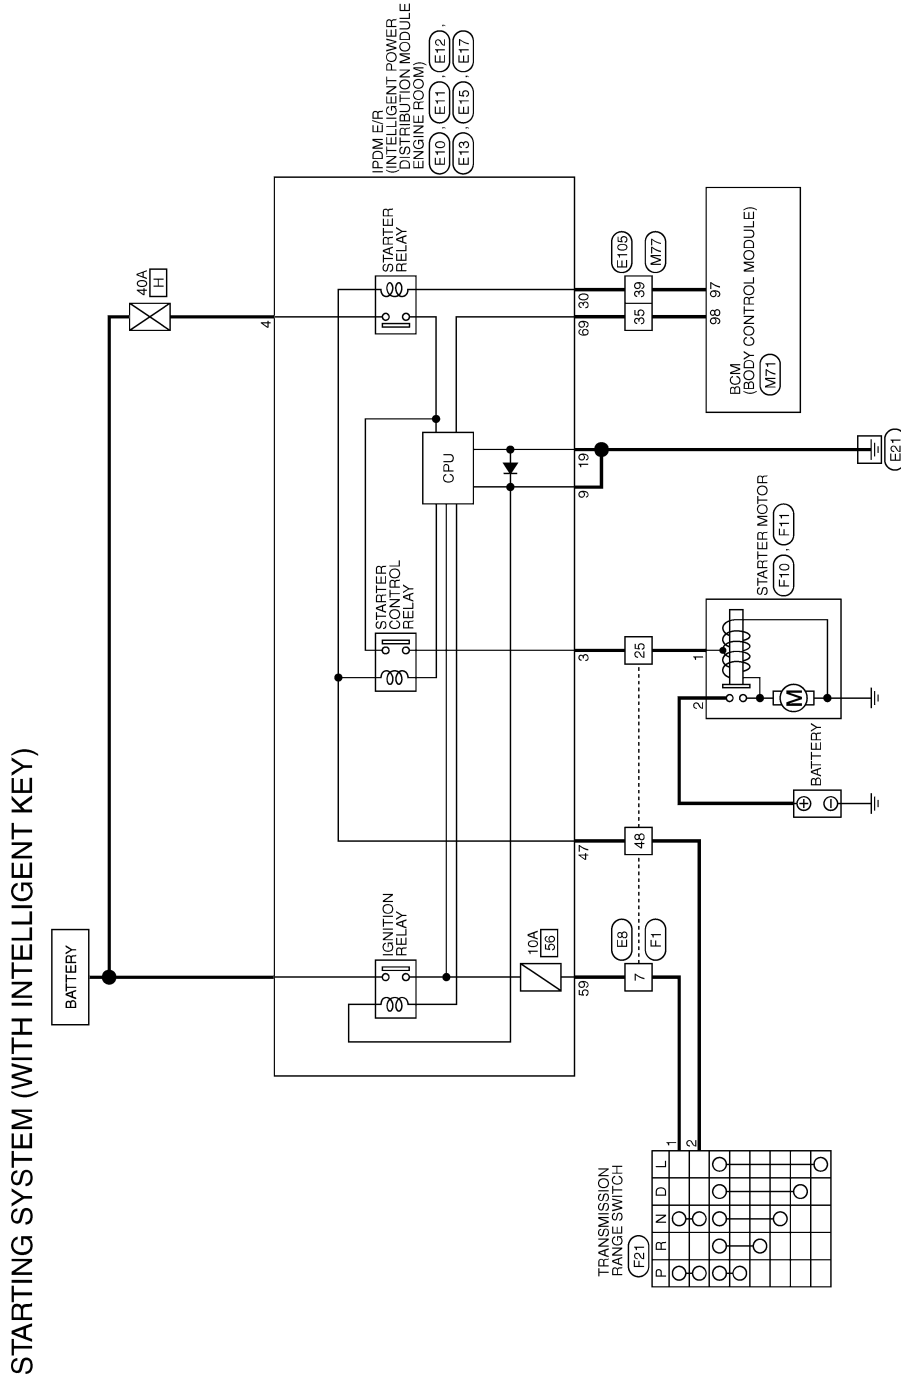 STARTING SYSTEM (WITH INTELLIGENT KEY)
BATTERY
40A
H
4
IPDM E/R
(INTELLIGENT POWER
DISTRIBUTION MODULE
ENGINE ROOM)
E10 , E11 , E12 ,
E13 , E15 , E17
IGNITION
RELAY
STARTER
CONTROL
RELAY
STARTER
RELAY
CPU
10A
56
59
47
3
9
19
69
30
E8
F1
7
48
25
35
39
E105
M77
TRANSMISSION
RANGE SWITCH
F21
1
2
P R N D L
BATTERY
+
-
2
1
M
STARTER MOTOR
F10 , F11
98
97
BCM
(BODY CONTROL MODULE)
M71
E21